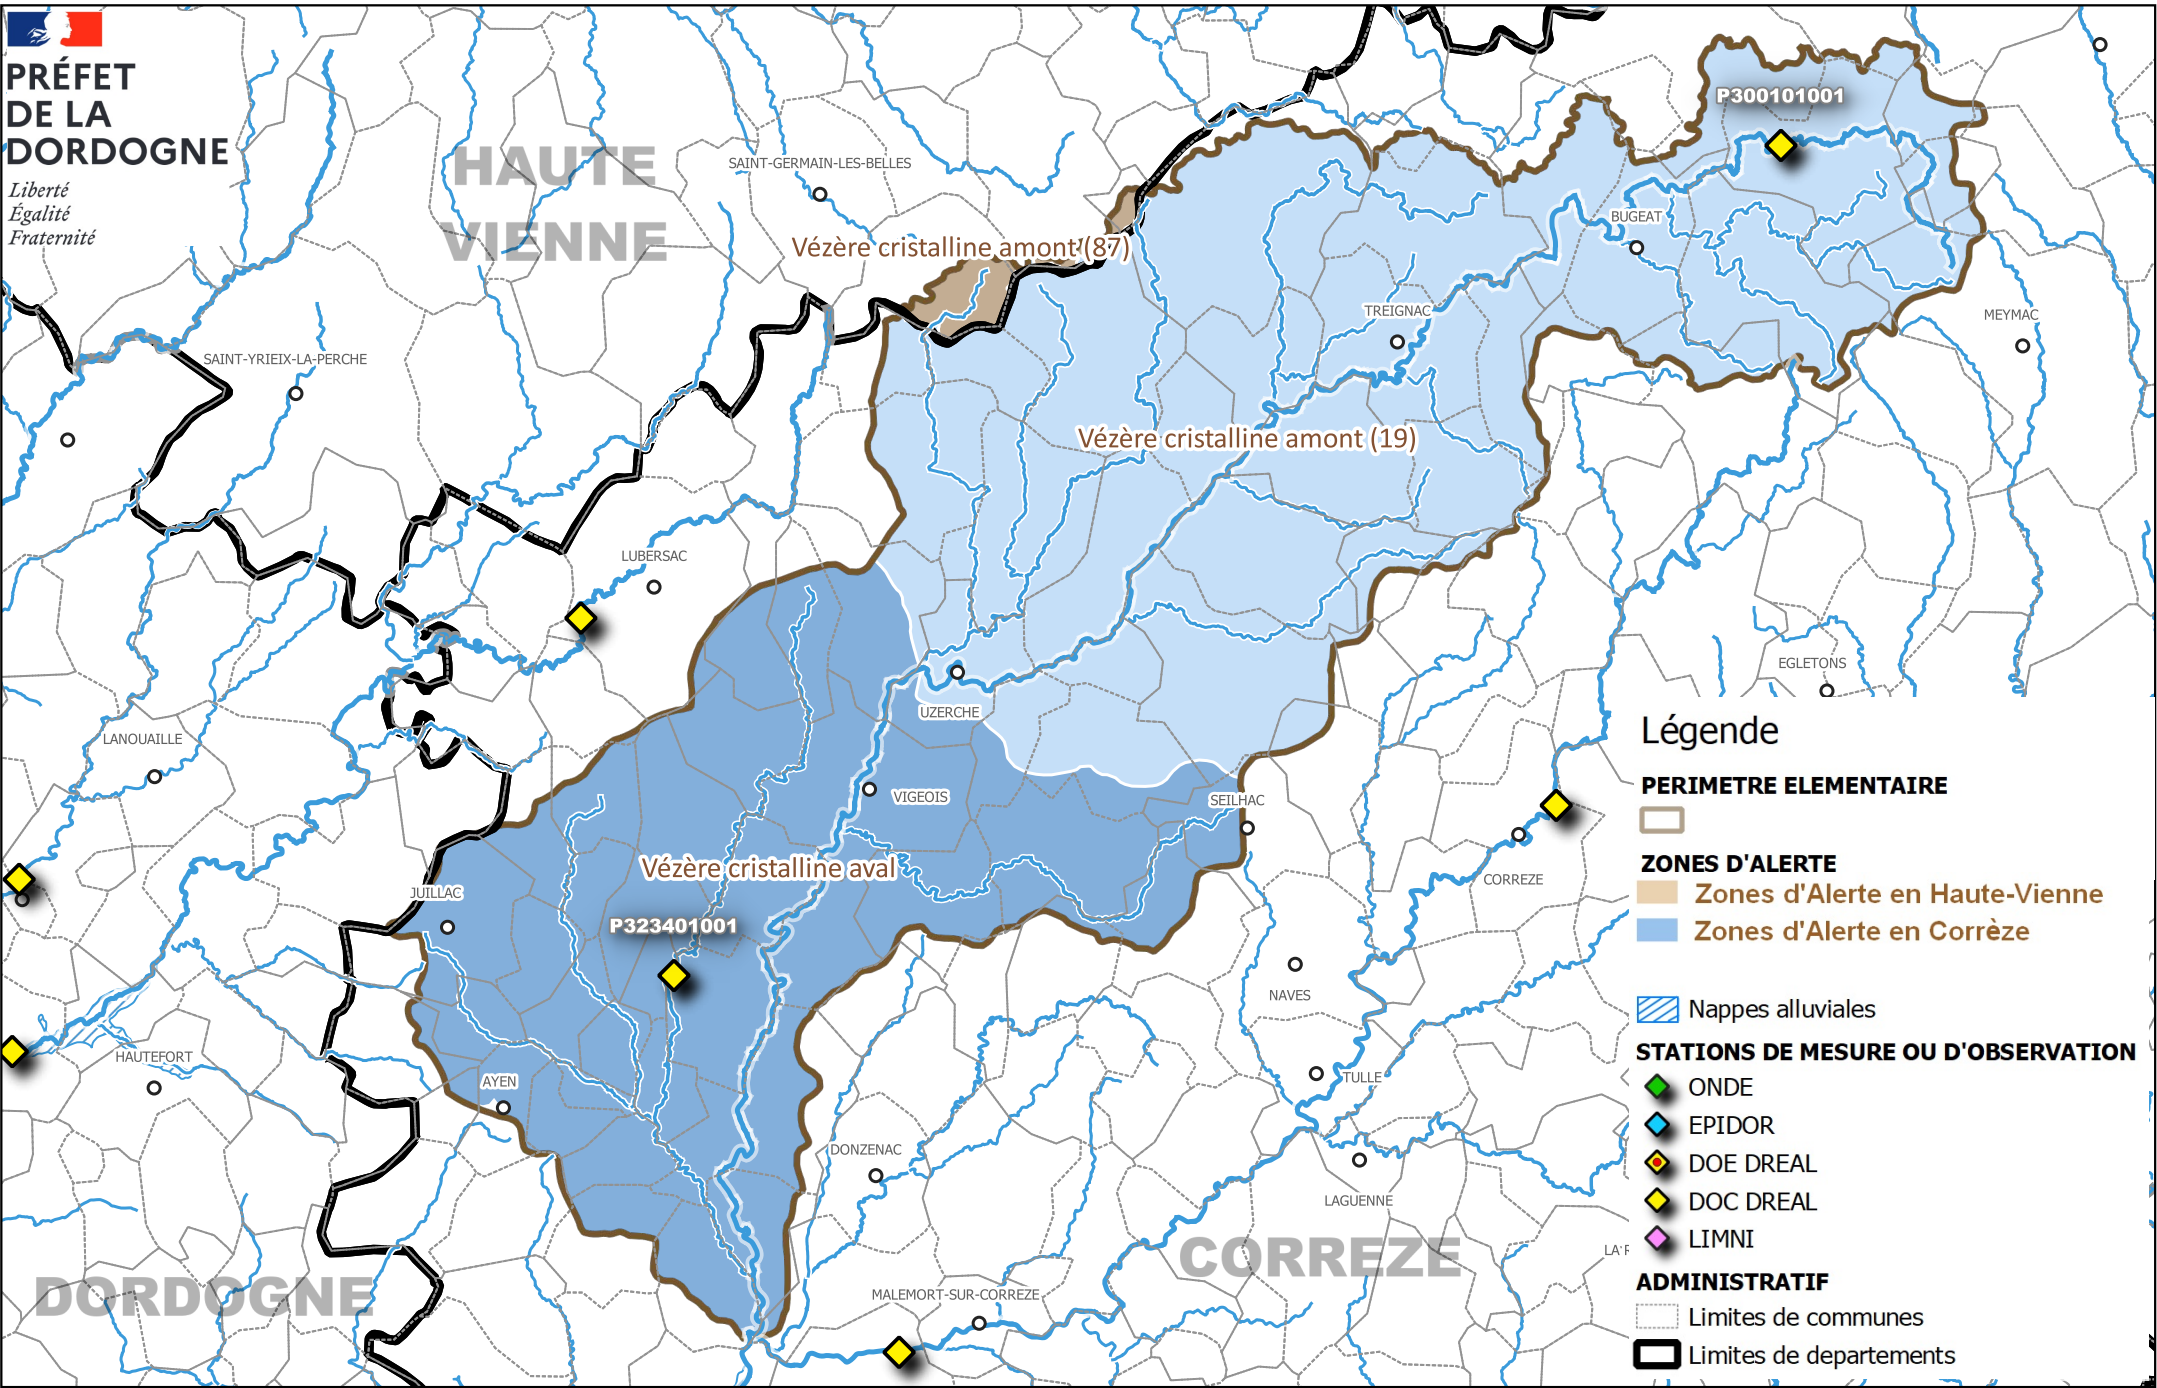 PRÉFET
DE LA
DORDOGNE
Liberté
Égalité
Fraternité
HAUTE
VIENNE
SAINT-GERMAIN-LES-BELLES
P300101001
BUGEAT
Vézère cristalline amont (87)
TREIGNAC
MEYMAC
SAINT-YRIEIX-LA-PERCHE
Vézère cristalline amont (19)
LUBERSAC
EGLETONS
UZERCHE
LANOUAILLE
VIGEOIS
SEILHAC
Vézère cristalline aval
JUILLAC
CORREZE
P323401001
NAVES
HAUTEFORT
AYEN
TULLE
DONZENAC
LAGUENNE
CORREZE
DORDOGNE
MALEMORT-SUR-CORREZE
Légende
PERIMETRE ELEMENTAIRE
ZONES D'ALERTE
Zones d'Alerte en Haute-Vienne
Zones d'Alerte en Corrèze
Nappes alluviales
STATIONS DE MESURE OU D'OBSERVATION
ONDE
EPIDOR
DOE DREAL
DOC DREAL
LIMNI
ADMINISTRATIF
Limites de communes
Limites de departements